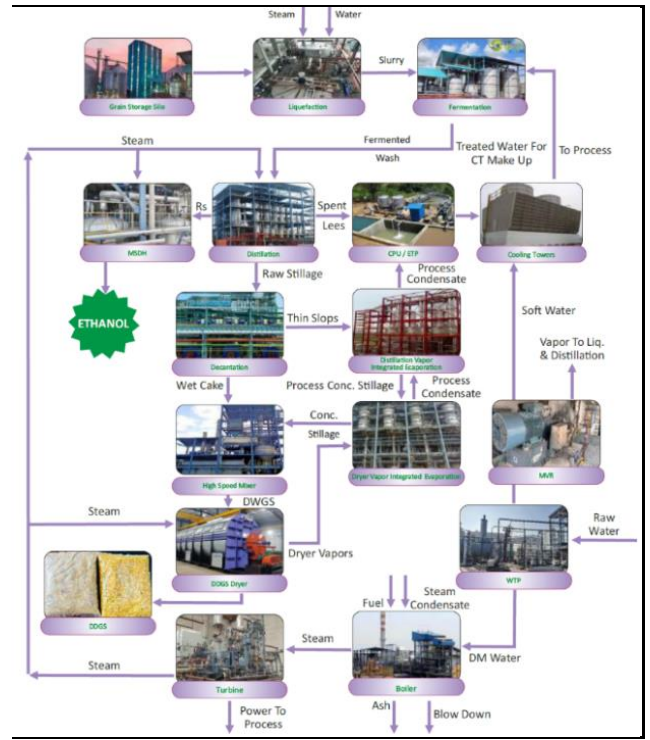 Steam
Water
Slurry
Grain Storage Silo
Liquefaction
Fermentation
Steam
Fermented
Wash
Treated Water For
CT Make Up
To Process
Rs
Spent
Lees
MSDH
Distillation
CPU / ETP
Cooling Towers
Raw Stillage
Process
Condensate
ETHANOL
Thin Slops
Soft Water
Decantation
Distillation Vapor
Integrated Evaporation
Vapor To Liq.
& Distillation
Wet Cake
Process Conc. Stillage
Process
Condensate
Conc.
Stillage
High Speed Mixer
Dryer Vapor Integrated Evaporation
MVR
DWGS
Steam
Dryer Vapors
Raw
Water
DDGS Dryer
WTP
DDGS
Fuel
Steam
Condensate
Steam
Steam
DM Water
Turbine
Boiler
Power To
Process
Ash
Blow Down